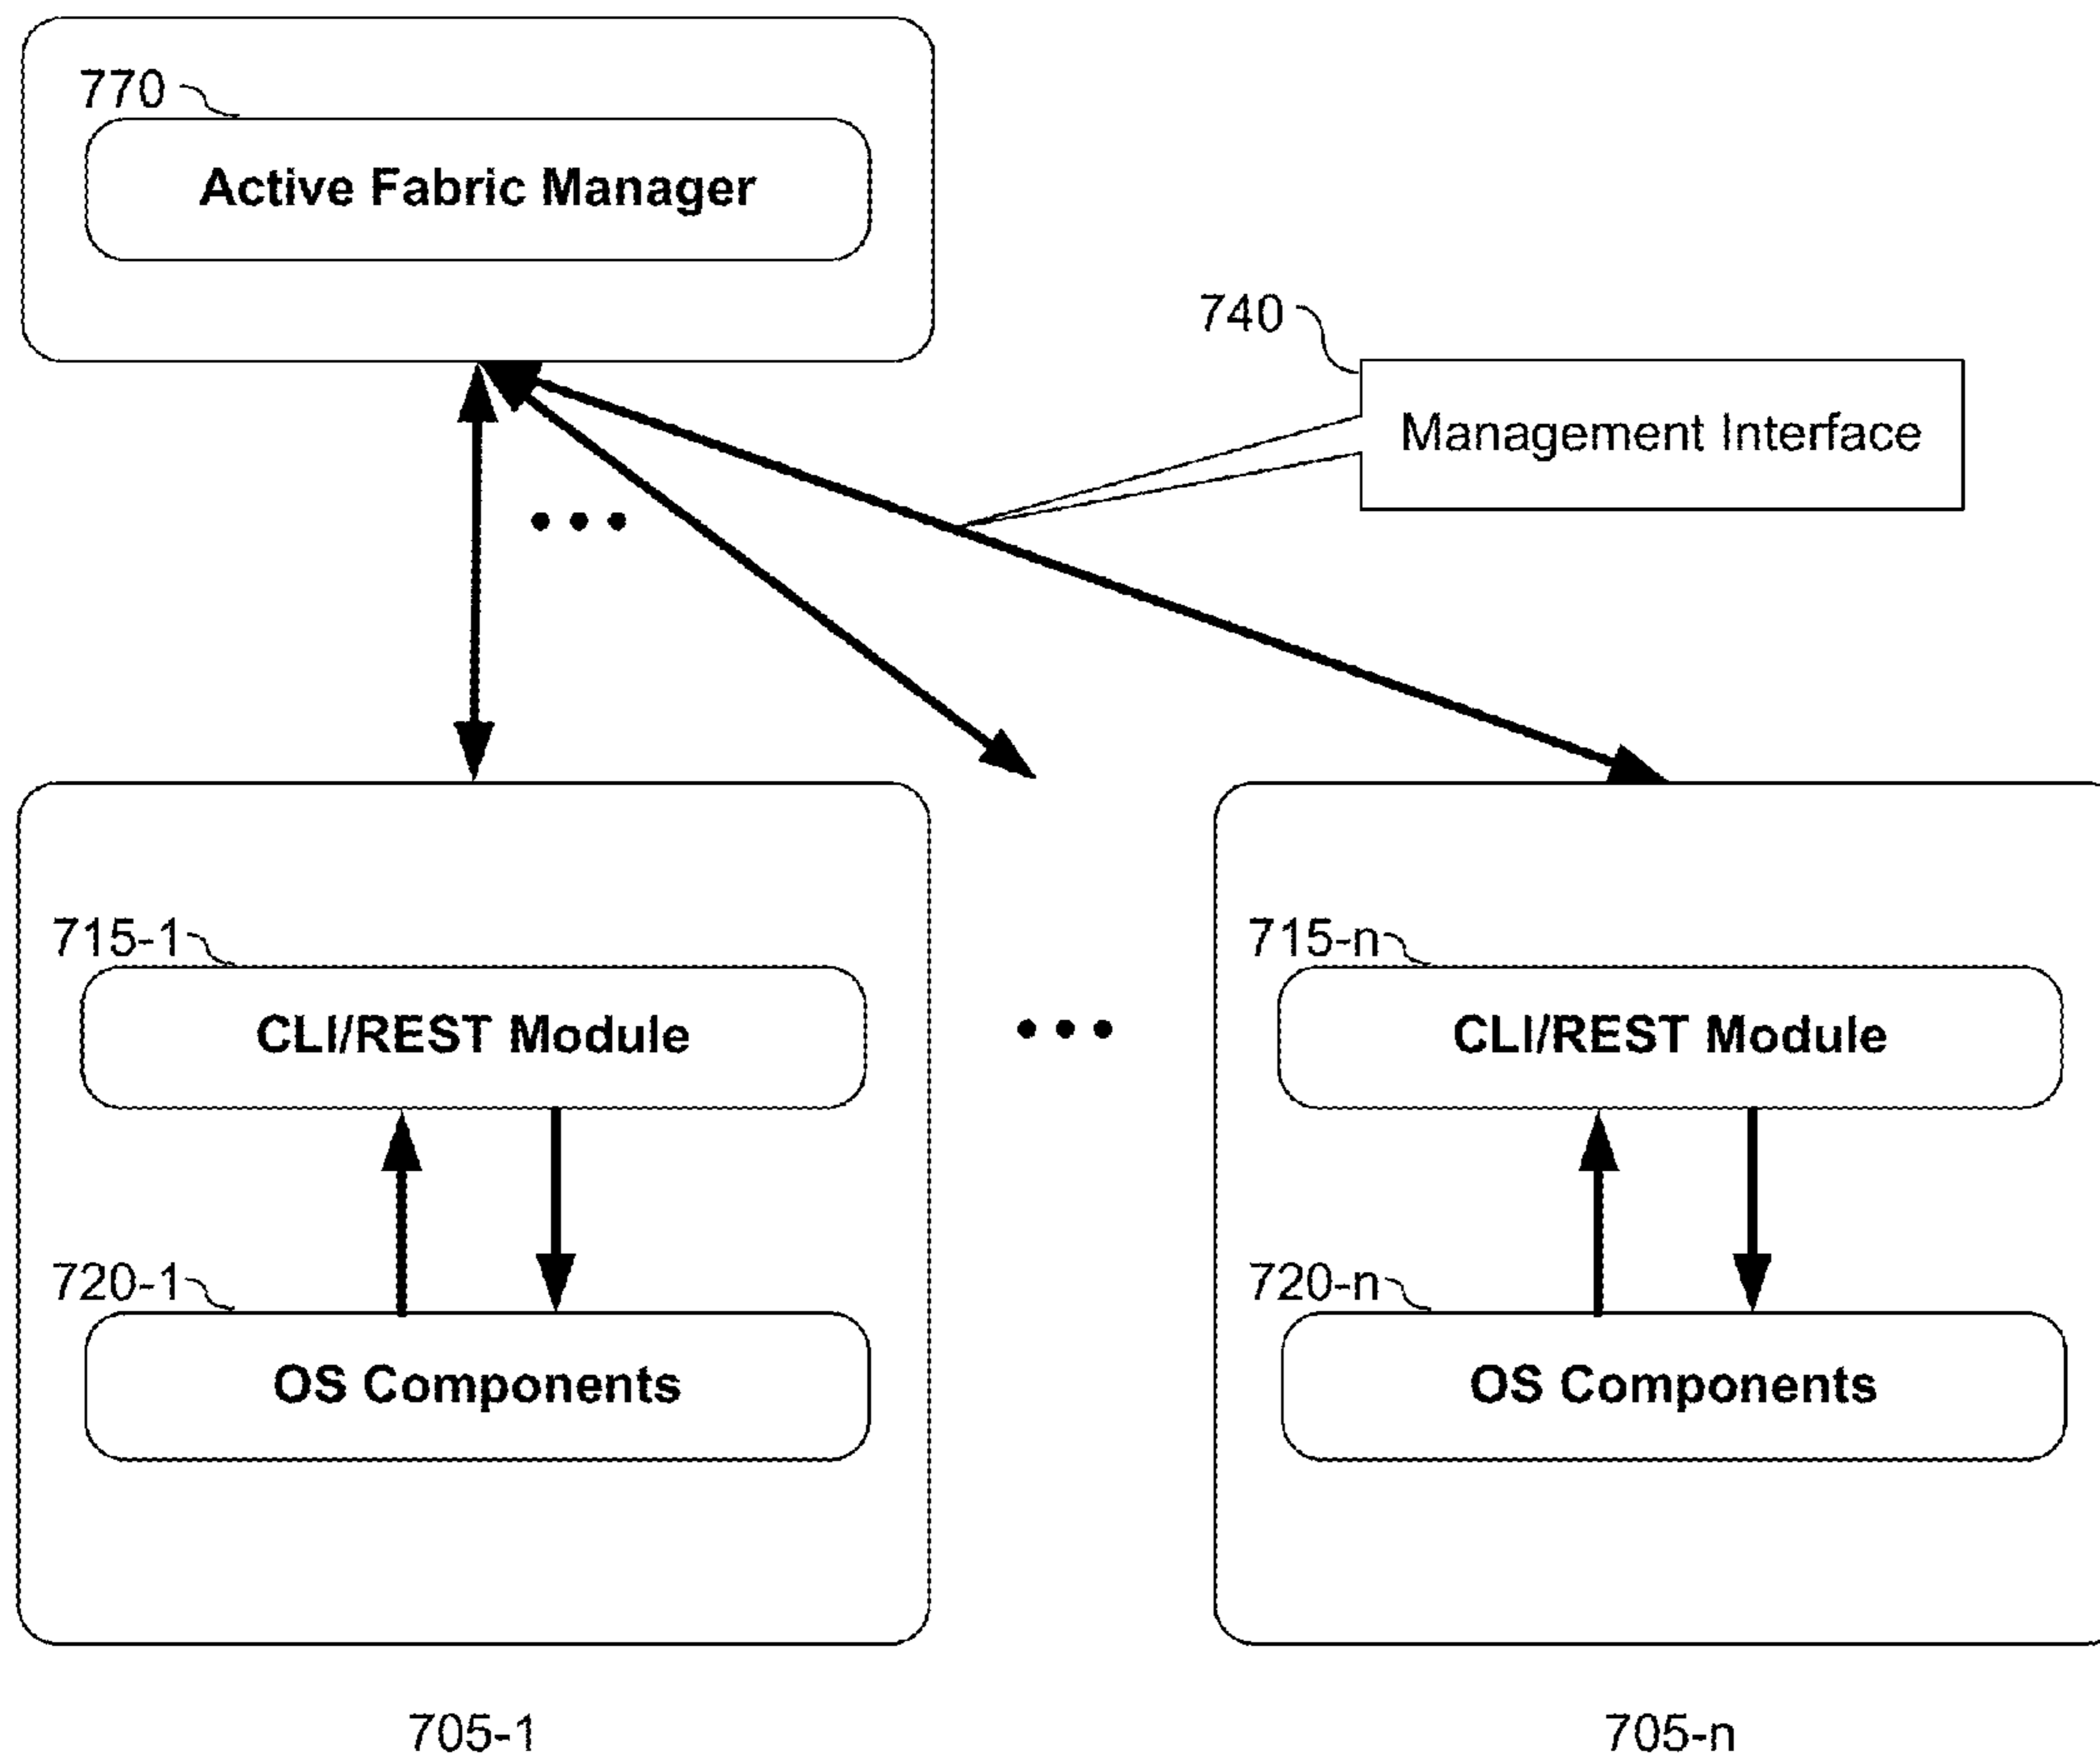 770
Active Fabric Manager
740
Management Interface
715-1
CLI/REST Module
715-n
CLI/REST Module
720-1
OS Components
720-n
OS Components
705-1
705-n